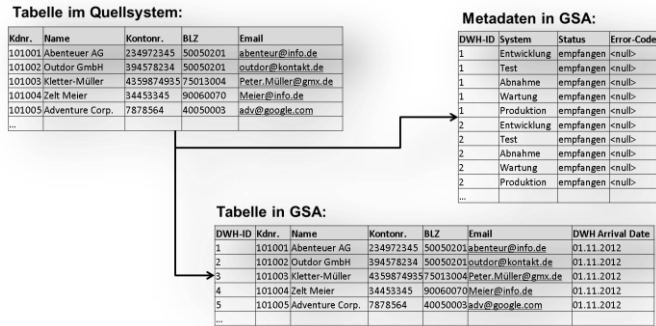 Tabelle im Quellsystem:
Kdnr. Name Kontonr. BLZ Email
101001 Abenteuer AG 234972345 50050201 abenteur@info.de
101002 Outdor GmbH 394578234 50050201 outdor@kontakt.de
101003 Kletter-Müller 4359874935 75013004 Peter.Müller@gmx.de
101004 Zelt Meier 34453345 90060070 Meier@info.de
101005 Adventure Corp. 7878564 40050003 adv@google.com
...
Metadaten in GSA:
DWH-ID System Status Error-Code
1 Entwicklung empfangen <null>
1 Test empfangen <null>
1 Abnahme empfangen <null>
1 Wartung empfangen <null>
1 Produktion empfangen <null>
2 Entwicklung empfangen <null>
2 Test empfangen <null>
2 Abnahme empfangen <null>
2 Wartung empfangen <null>
2 Produktion empfangen <null>
...
Tabelle in GSA:
DWH-ID Kdnr. Name Kontonr. BLZ Email DWH Arrival Date
1 101001 Abenteuer AG 234972345 50050201 abenteur@info.de 01.11.2012
2 101002 Outdor GmbH 394578234 50050201 outdor@kontakt.de 01.11.2012
3 101003 Kletter-Müller 4359874935 75013004 Peter.Müller@gmx.de 01.11.2012
4 101004 Zelt Meier 34453345 90060070 Meier@info.de 01.11.2012
5 101005 Adventure Corp. 7878564 40050003 adv@google.com 01.11.2012
...